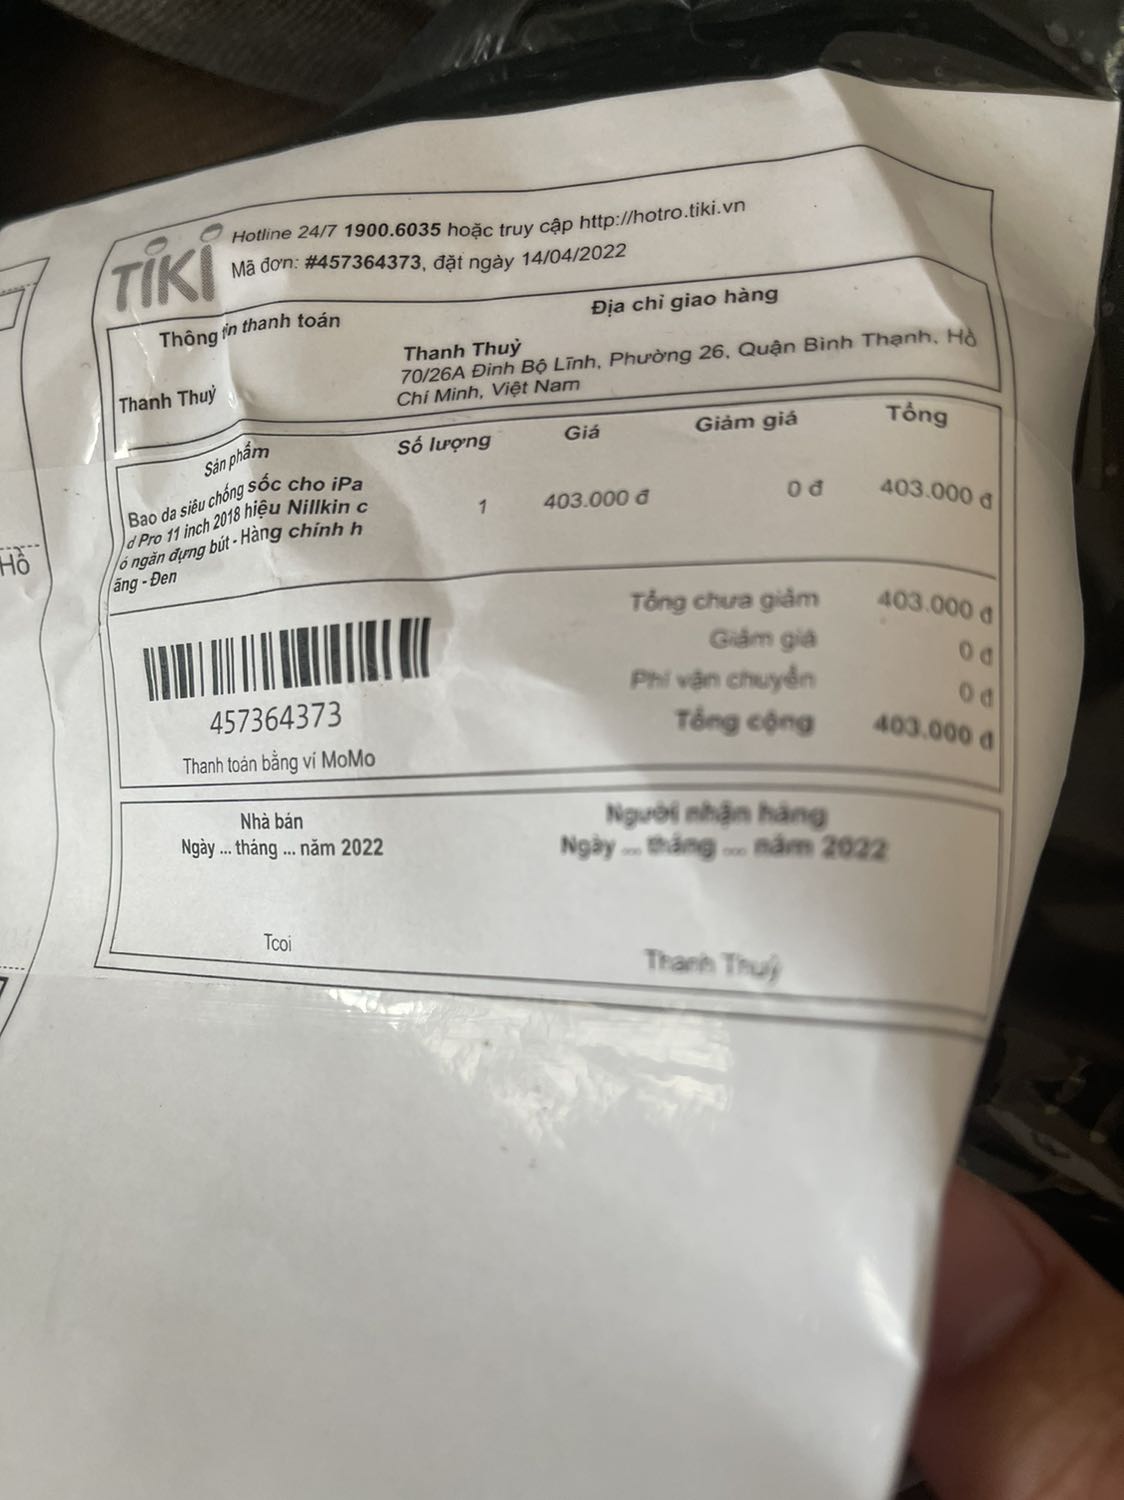 TIKI
Hotline 24/7 1900.6035 hoặc truy cập http://hotro.tiki.vn
Mã đơn: #457364373, đặt ngày 14/04/2022
Thông tin thanh toán
Địa chỉ giao hàng
Thanh Thuỷ
Thanh Thuỷ
70/26A Đinh Bộ Lĩnh, Phường 26, Quận Bình Thạnh, Hồ
Chí Minh, Việt Nam
Sản phẩm Số lượng Giá Giảm giá Tổng
Bao da siêu chống sốc cho iPa
d Pro 11 inch 2018 hiệu Nillkin c
ó ngăn đựng bút - Hàng chính h
ãng - Đen
1 403.000 đ 0 đ 403.000 đ
Tổng chưa giảm 403.000 đ
Giảm giá 0 đ
Phí vận chuyển 0 đ
Tổng cộng 403.000 đ
457364373
Thanh toán bằng ví MoMo
Nhà bán
Ngày ... tháng ... năm 2022
Tcoi
Người nhận hàng
Ngày ... tháng ... năm 2022
Thanh Thuỷ
Hồ